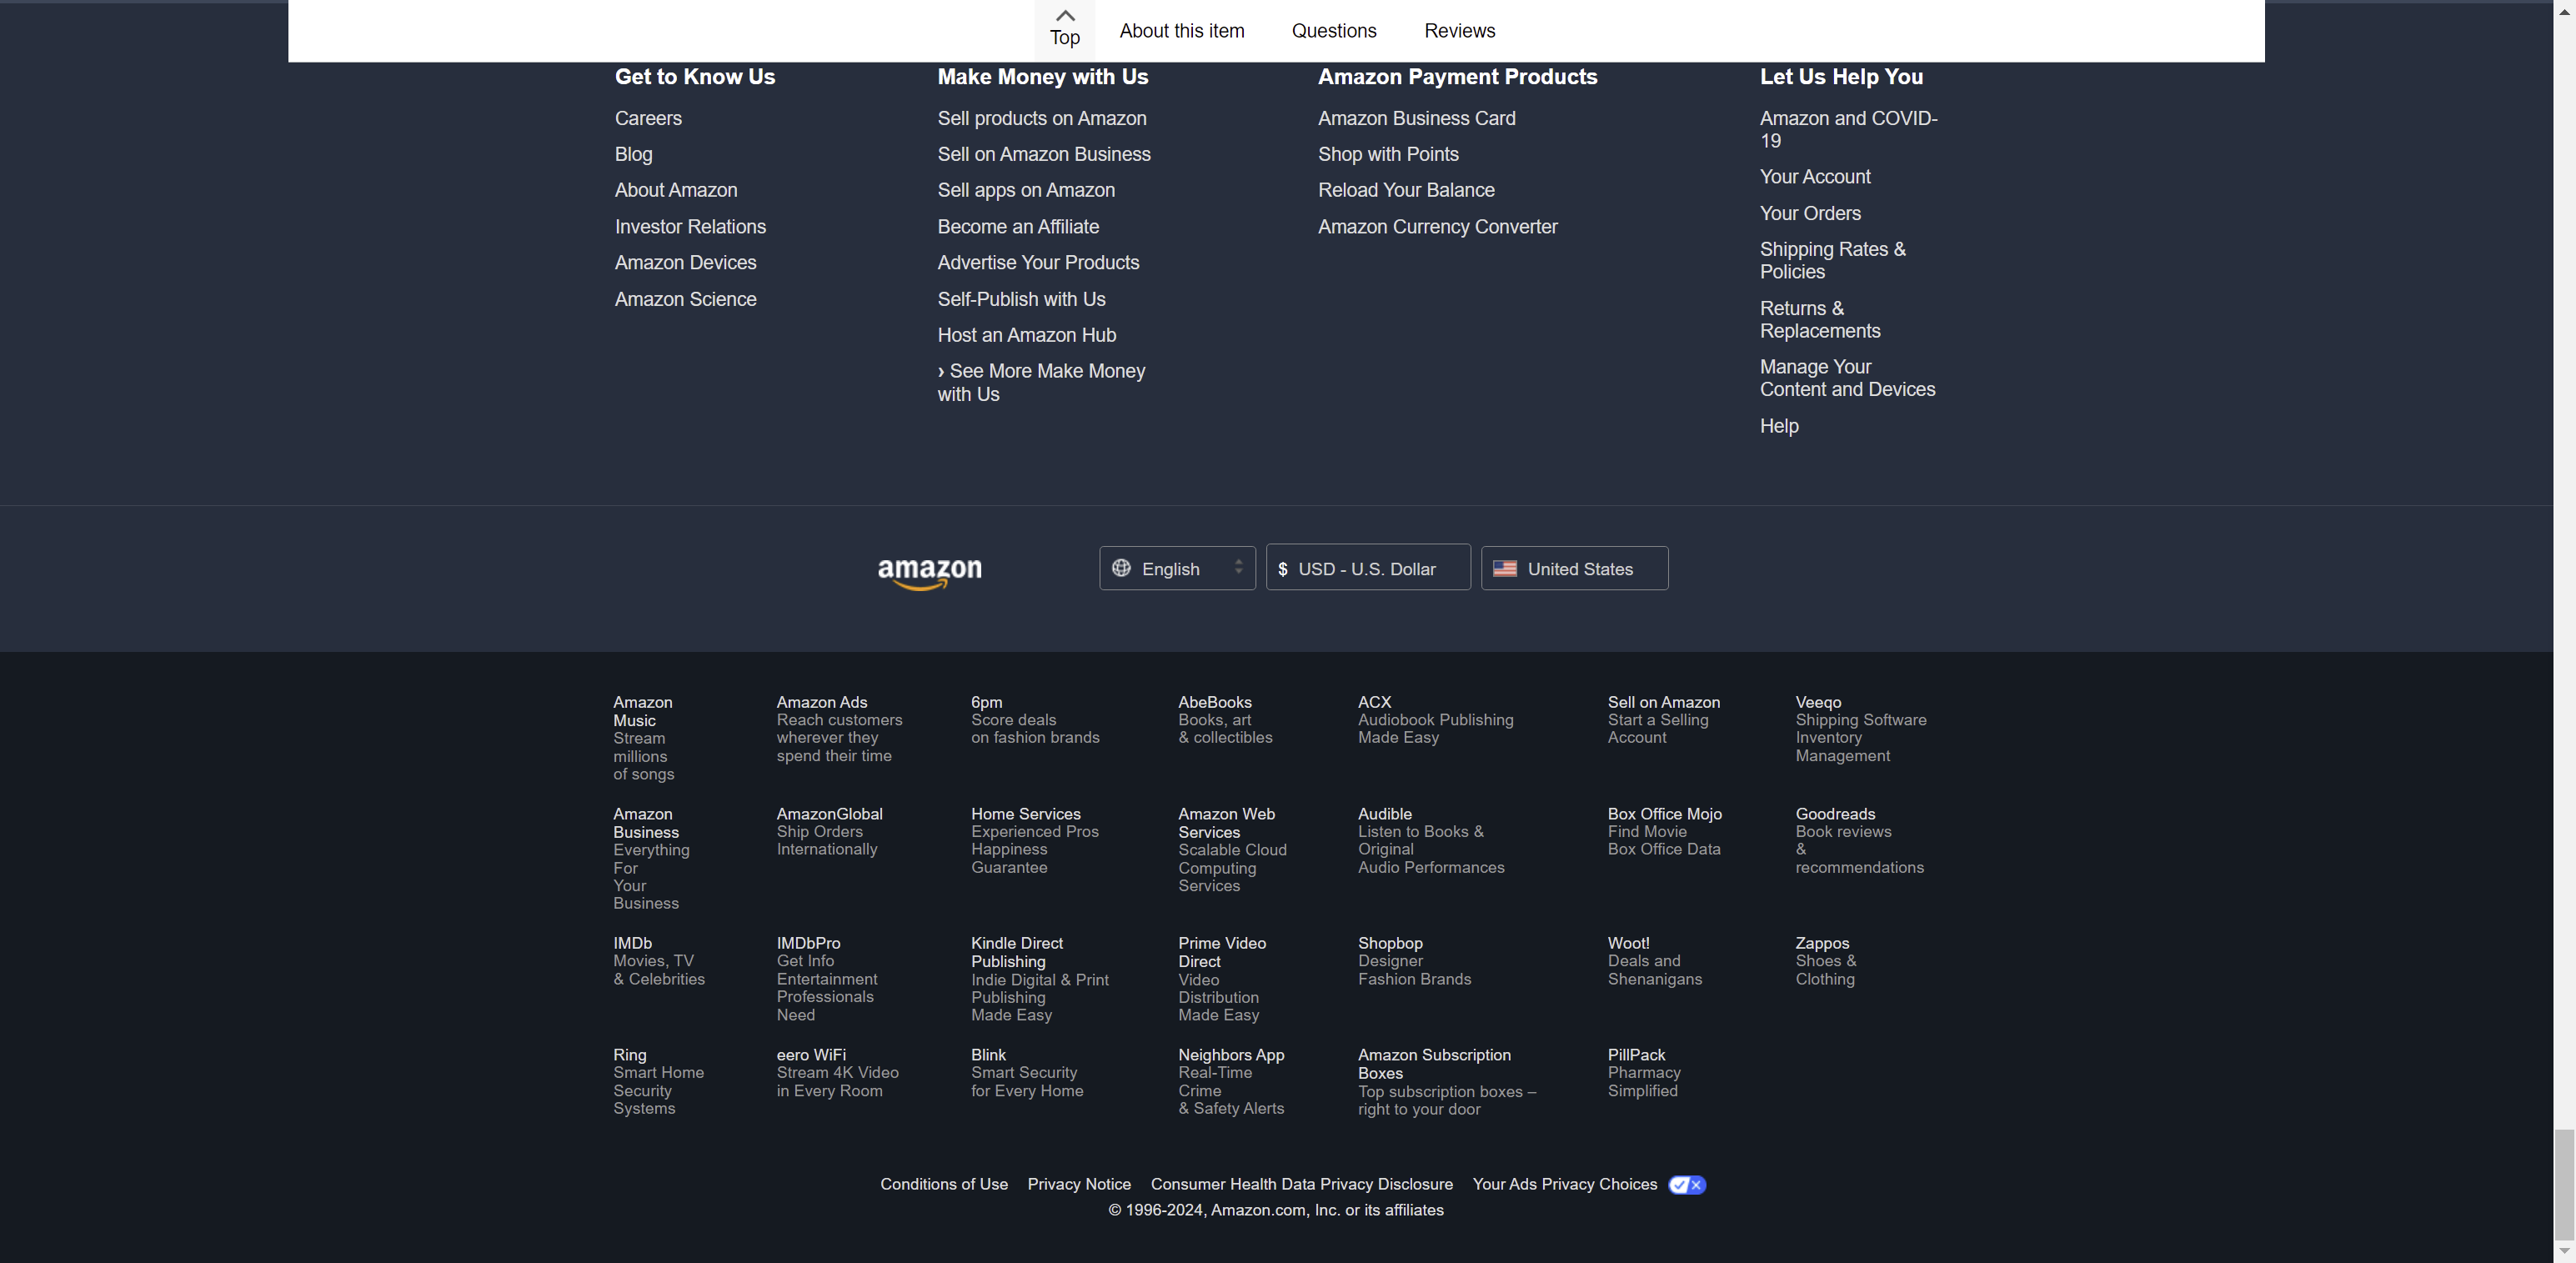 Top
About this item
Questions
Reviews
Get to Know Us
Careers
Blog
About Amazon
Investor Relations
Amazon Devices
Amazon Science
Make Money with Us
Sell products on Amazon
Sell on Amazon Business
Sell apps on Amazon
Become an Affiliate
Advertise Your Products
Self-Publish with Us
Host an Amazon Hub
› See More Make Money
with Us
Amazon Payment Products
Amazon Business Card
Shop with Points
Reload Your Balance
Amazon Currency Converter
Let Us Help You
Amazon and COVID-
19
Your Account
Your Orders
Shipping Rates &
Policies
Returns &
Replacements
Manage Your
Content and Devices
Help
amazon
English
$ USD - U.S. Dollar
United States
Amazon
Music
Stream
millions
of songs
Amazon Ads
Reach customers
wherever they
spend their time
6pm
Score deals
on fashion brands
AbeBooks
Books, art
& collectibles
ACX
Audiobook Publishing
Made Easy
Sell on Amazon
Start a Selling
Account
Veeqo
Shipping Software
Inventory
Management
Amazon
Business
Everything
For
Your
Business
AmazonGlobal
Ship Orders
Internationally
Home Services
Experienced Pros
Happiness
Guarantee
Amazon Web
Services
Scalable Cloud
Computing
Services
Audible
Listen to Books &
Original
Audio Performances
Box Office Mojo
Find Movie
Box Office Data
Goodreads
Book reviews
&
recommendations
IMDb
Movies, TV
& Celebrities
IMDbPro
Get Info
Entertainment
Professionals
Need
Kindle Direct
Publishing
Indie Digital & Print
Publishing
Made Easy
Prime Video
Direct
Video
Distribution
Made Easy
Shopbop
Designer
Fashion Brands
Woot!
Deals and
Shenanigans
Zappos
Shoes &
Clothing
Ring
Smart Home
Security
Systems
eero WiFi
Stream 4K Video
in Every Room
Blink
Smart Security
for Every Home
Neighbors App
Real-Time
Crime
& Safety Alerts
Amazon Subscription
Boxes
Top subscription boxes –
right to your door
PillPack
Pharmacy
Simplified
Conditions of Use
Privacy Notice
Consumer Health Data Privacy Disclosure
Your Ads Privacy Choices
© 1996-2024, Amazon.com, Inc. or its affiliates